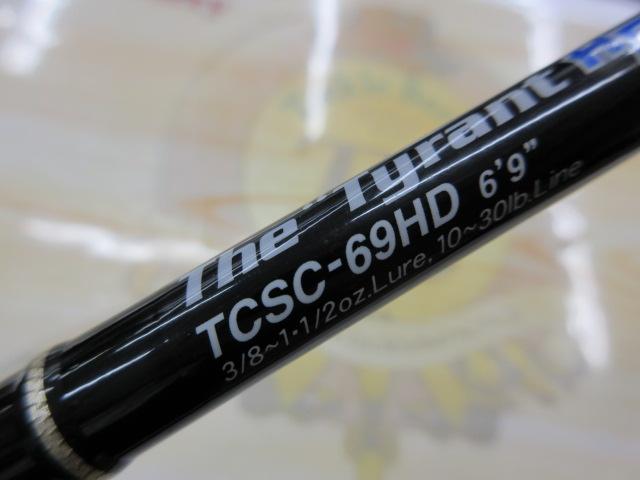 The "Tyrant
TCSC-69HD 6'9"
3/8~1・1/2oz.Lure, 10~30lb.Line